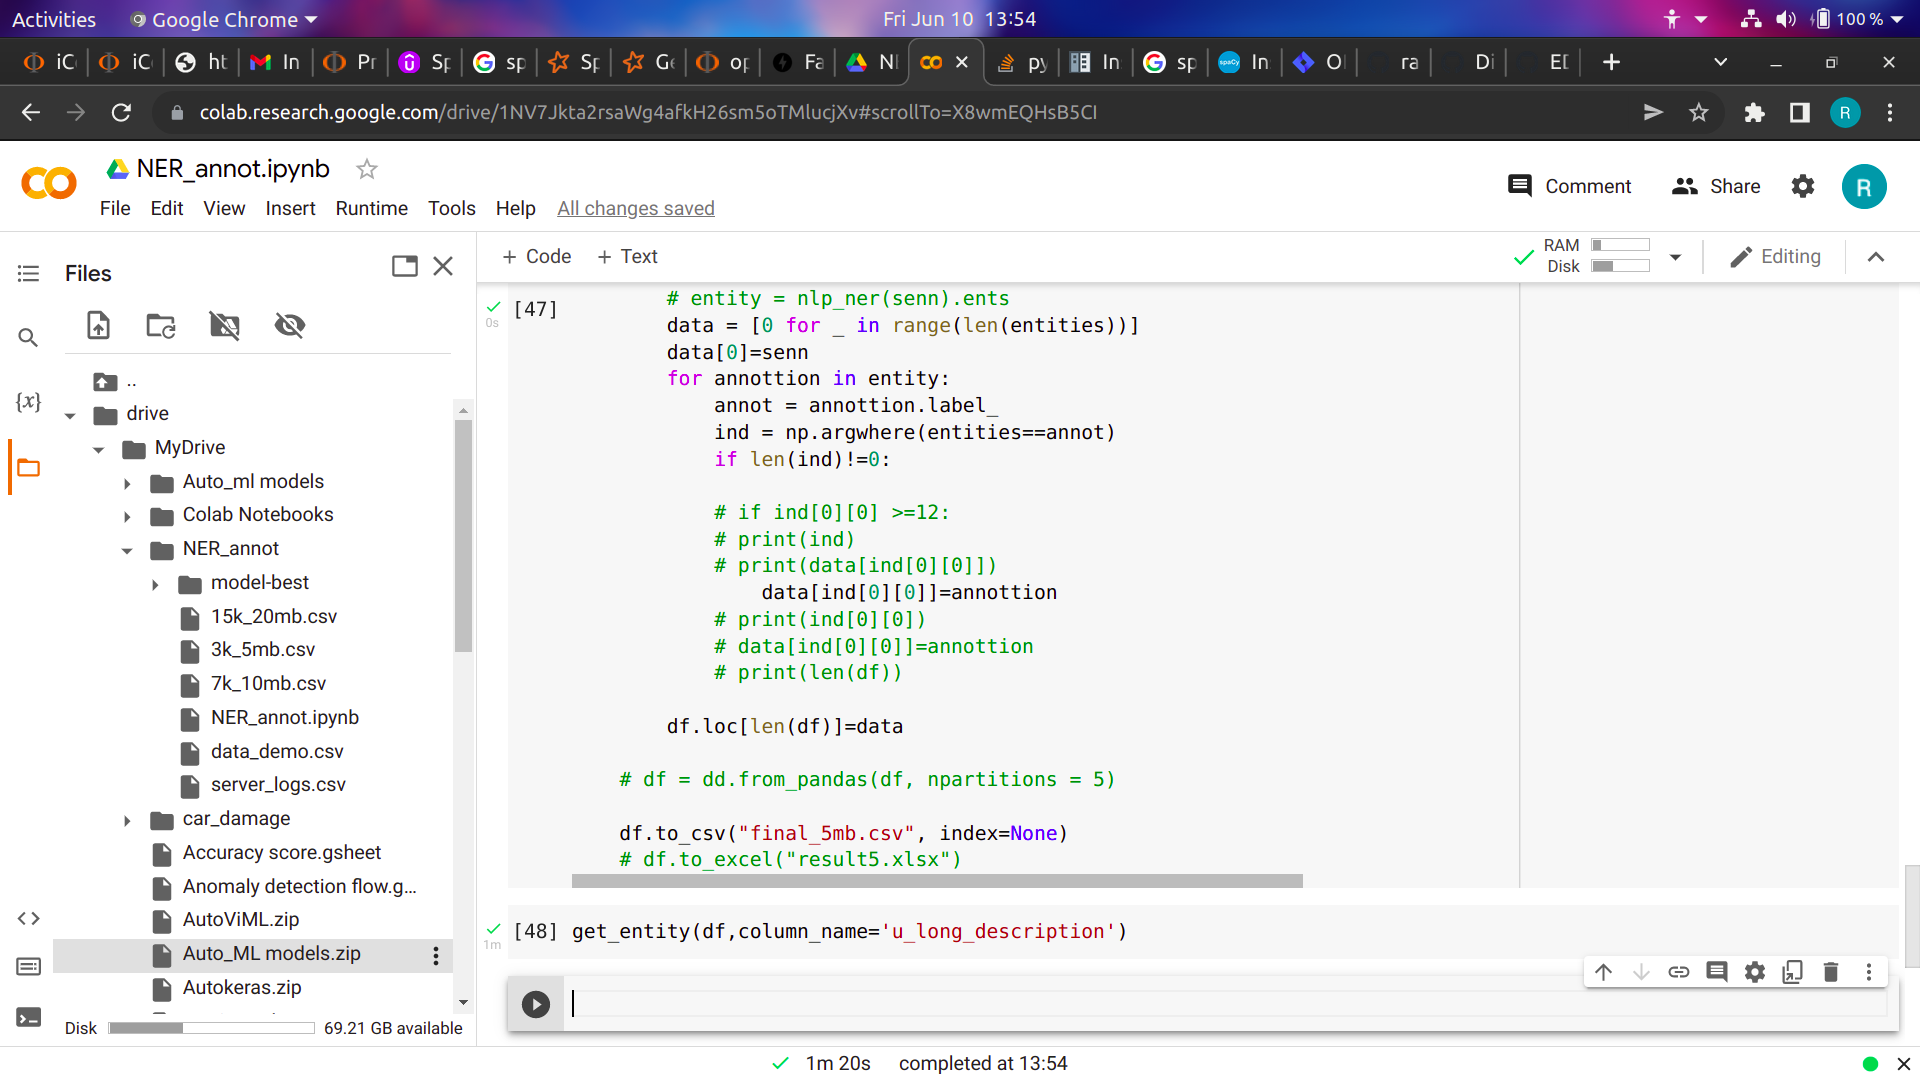 Activities
Google Chrome
Fri Jun 10 13:54
100 %
iC
iC
ht
In
Pr
Sp
sp
Sp
Ge
op
Fa
NI
py
In
sp
In
O
ra
Di
ED
colab.research.google.com/drive/1NV7Jkta2rsaWg4afkH26sm5oTMlucjXv#scrollTo=X8wmEQHsB5CI
R
NER_annot.ipynb
Comment
Share
R
File Edit View Insert Runtime Tools Help All changes saved
Files
+ Code + Text
RAM
Disk
Editing
{x}
..
drive
MyDrive
Auto_ml models
Colab Notebooks
NER_annot
model-best
15k_20mb.csv
3k_5mb.csv
7k_10mb.csv
NER_annot.ipynb
data_demo.csv
server_logs.csv
car_damage
Accuracy score.gsheet
Anomaly detection flow.g...
AutoViML.zip
Auto_ML models.zip
Autokeras.zip
Disk
69.21 GB available
[47]
0s
# entity = nlp_ner(senn).ents
data = [0 for _ in range(len(entities))]
data[0]=senn
for annottion in entity:
annot = annottion.label_
ind = np.argwhere(entities==annot)
if len(ind)!=0:
# if ind[0][0] >=12:
# print(ind)
# print(data[ind[0][0]])
data[ind[0][0]]=annottion
# print(ind[0][0])
# data[ind[0][0]]=annottion
# print(len(df))
df.loc[len(df)]=data
# df = dd.from_pandas(df, npartitions = 5)
df.to_csv("final_5mb.csv", index=None)
# df.to_excel("result5.xlsx")
[48] get_entity(df,column_name='u_long_description')
1m
1m 20s completed at 13:54